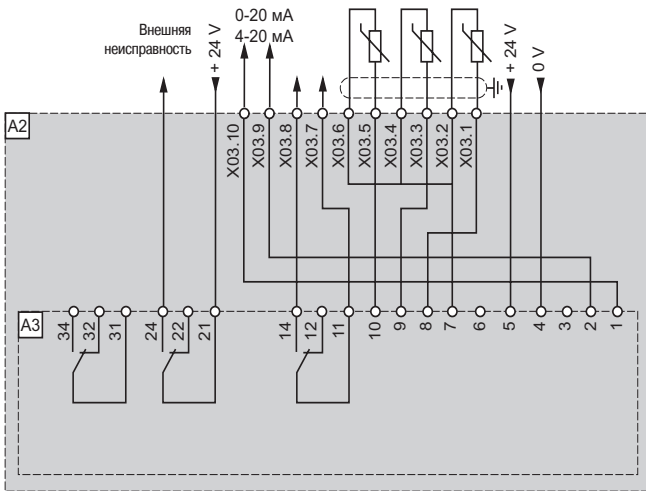 Внешняя
неисправность
+ 24 V
0-20 мА
4-20 мА
+ 24 V
0 V
A2
X03.10
X03.9
X03.8
X03.7
X03.6
X03.5
X03.4
X03.3
X03.2
X03.1
A3
34
32
31
24
22
21
14
12
11
10
9
8
7
6
5
4
3
2
1